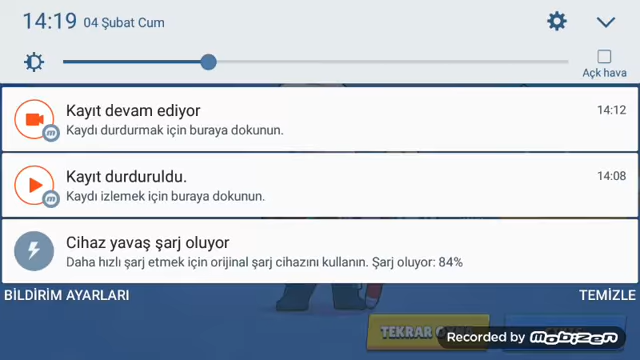 14:19 04 Şubat Cum
Açk hava
Kayıt devam ediyor 14:12
Kaydı durdurmak için buraya dokunun.
Kayıt durduruldu. 14:08
Kaydı izlemek için buraya dokunun.
Cihaz yavaş şarj oluyor
Daha hızlı şarj etmek için orijinal şarj cihazını kullanın. Şarj oluyor: 84%
BİLDİRİM AYARLARI TEMİZLE
TEKRAR
Recorded by mobizen